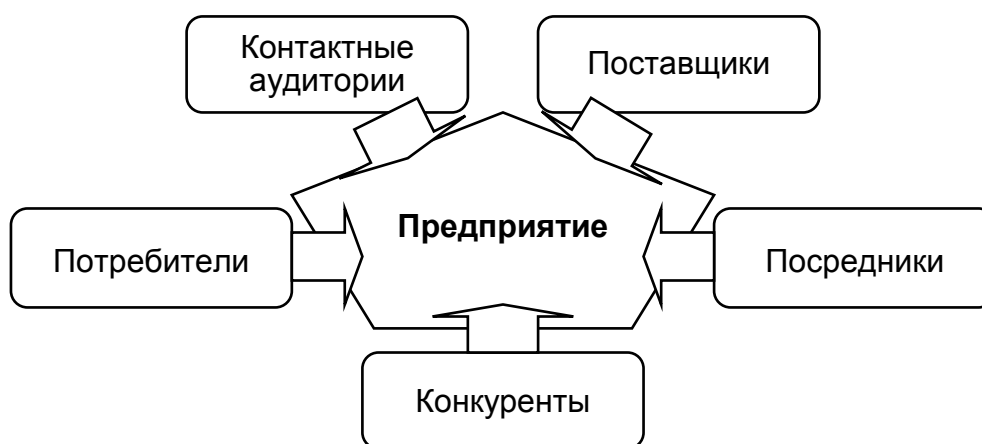 Контактные
аудитории
Поставщики
Предприятие
Потребители
Посредники
Конкуренты